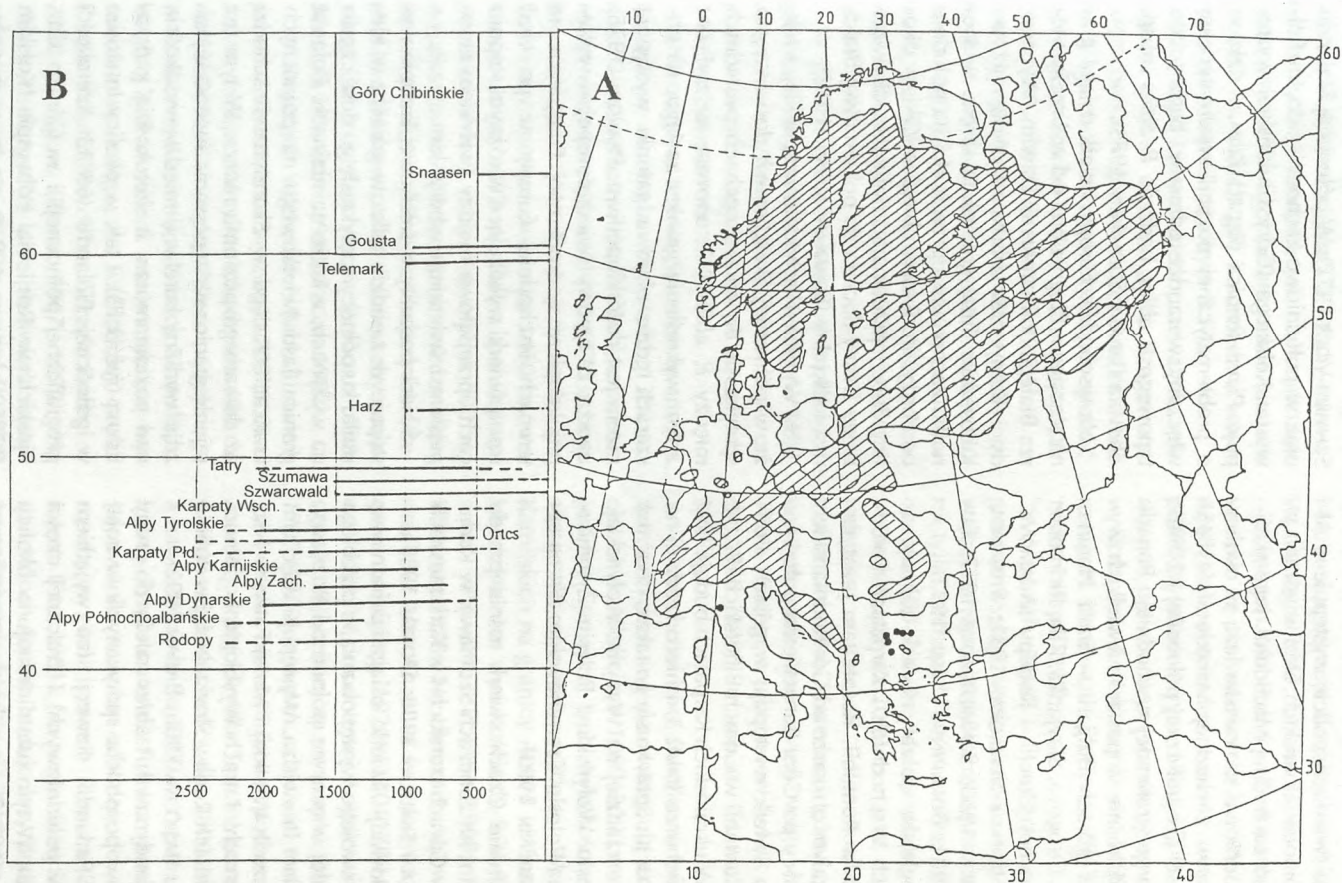 B
Góry Chibińskie
Snaasen
Gousta
60
Telemark
Harz
50
Tatry
Szumawa
Szwarcwald
Karpaty Wsch.
Alpy Tyrolskie
Ortcs
Karpaty Płd.
Alpy Karnijskie
Alpy Zach.
Alpy Dynarskie
Alpy Północnoalbańskie
Rodopy
40
2500 2000 1500 1000 500
A
10 0 10 20 30 40 50 60 70
60
50
40
30
10 20 30 40